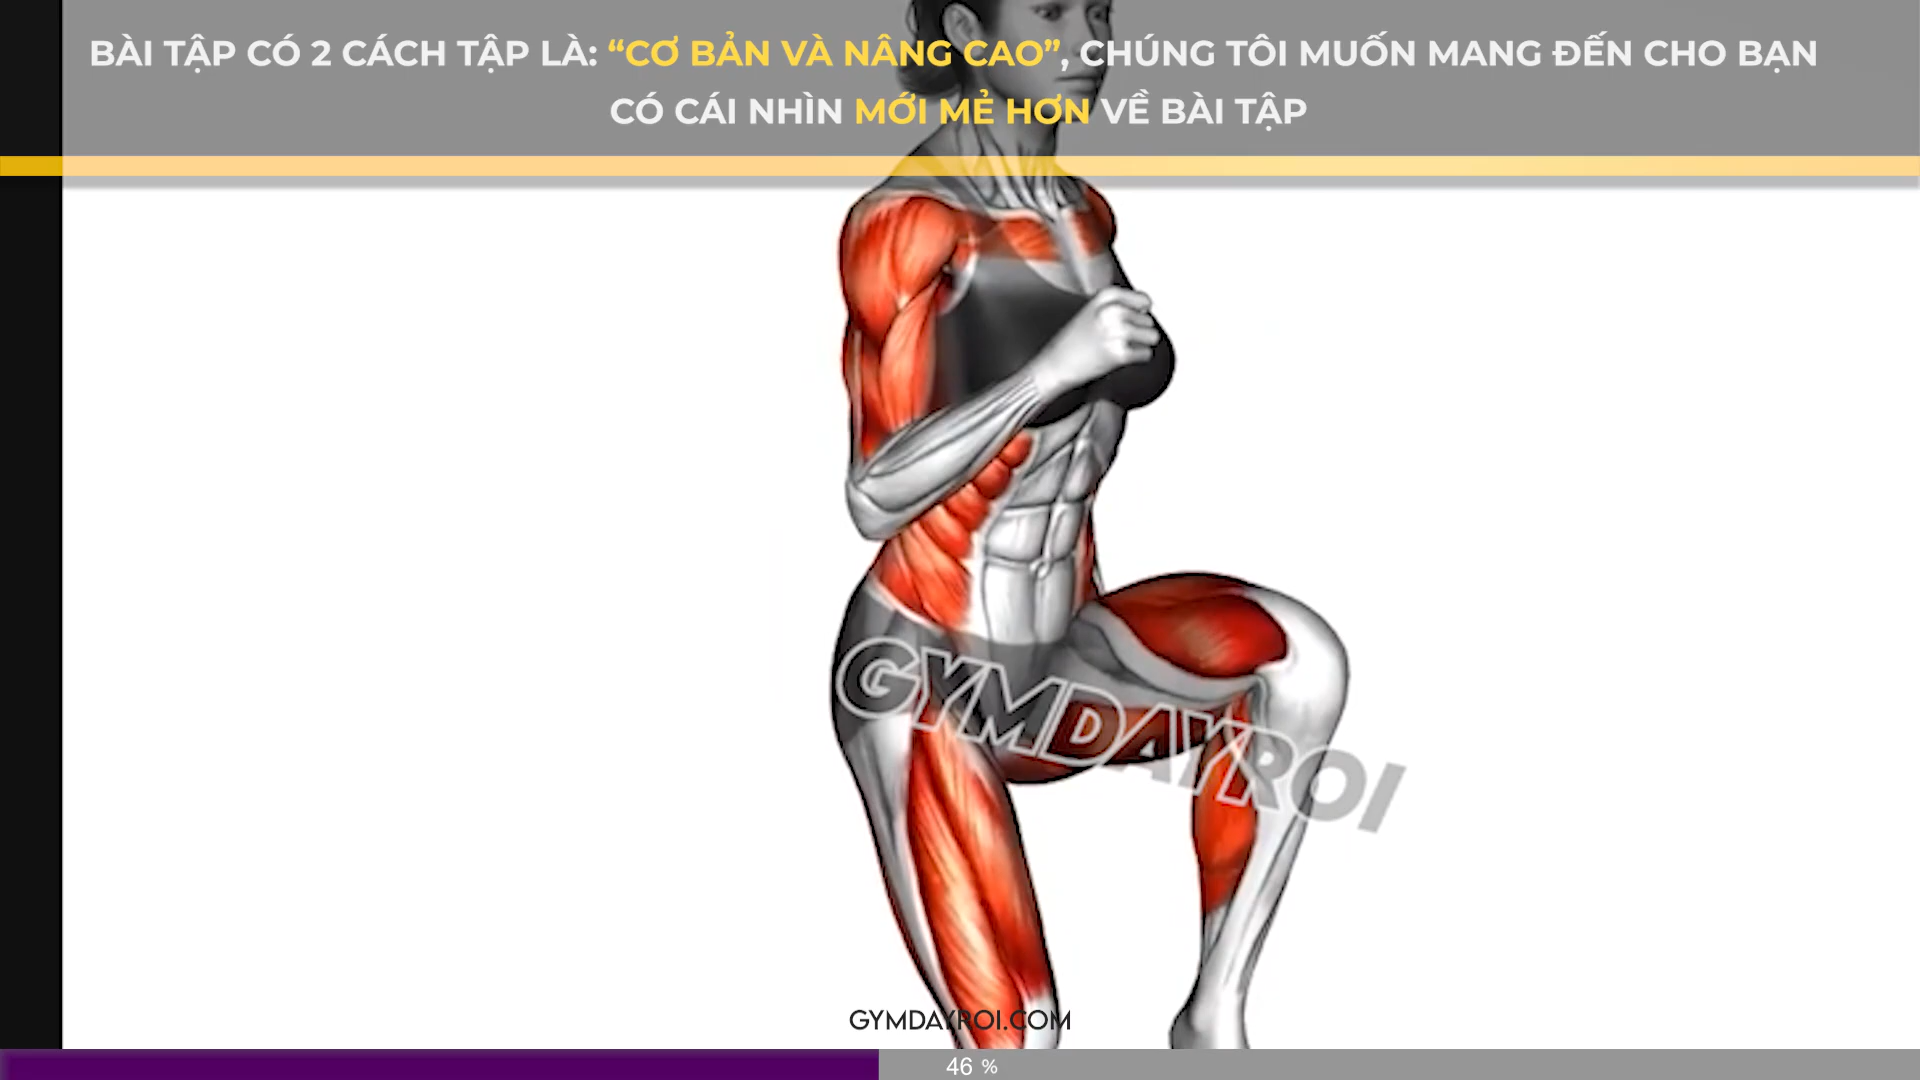 BÀI TẬP CÓ 2 CÁCH TẬP LÀ: “CƠ BẢN VÀ NÂNG CAO”, CHÚNG TÔI MUỐN MANG ĐẾN CHO BẠN
CÓ CÁI NHÌN MỚI MẺ HƠN VỀ BÀI TẬP
GYMDAYROI
GYMDAYROI.COM
46 %